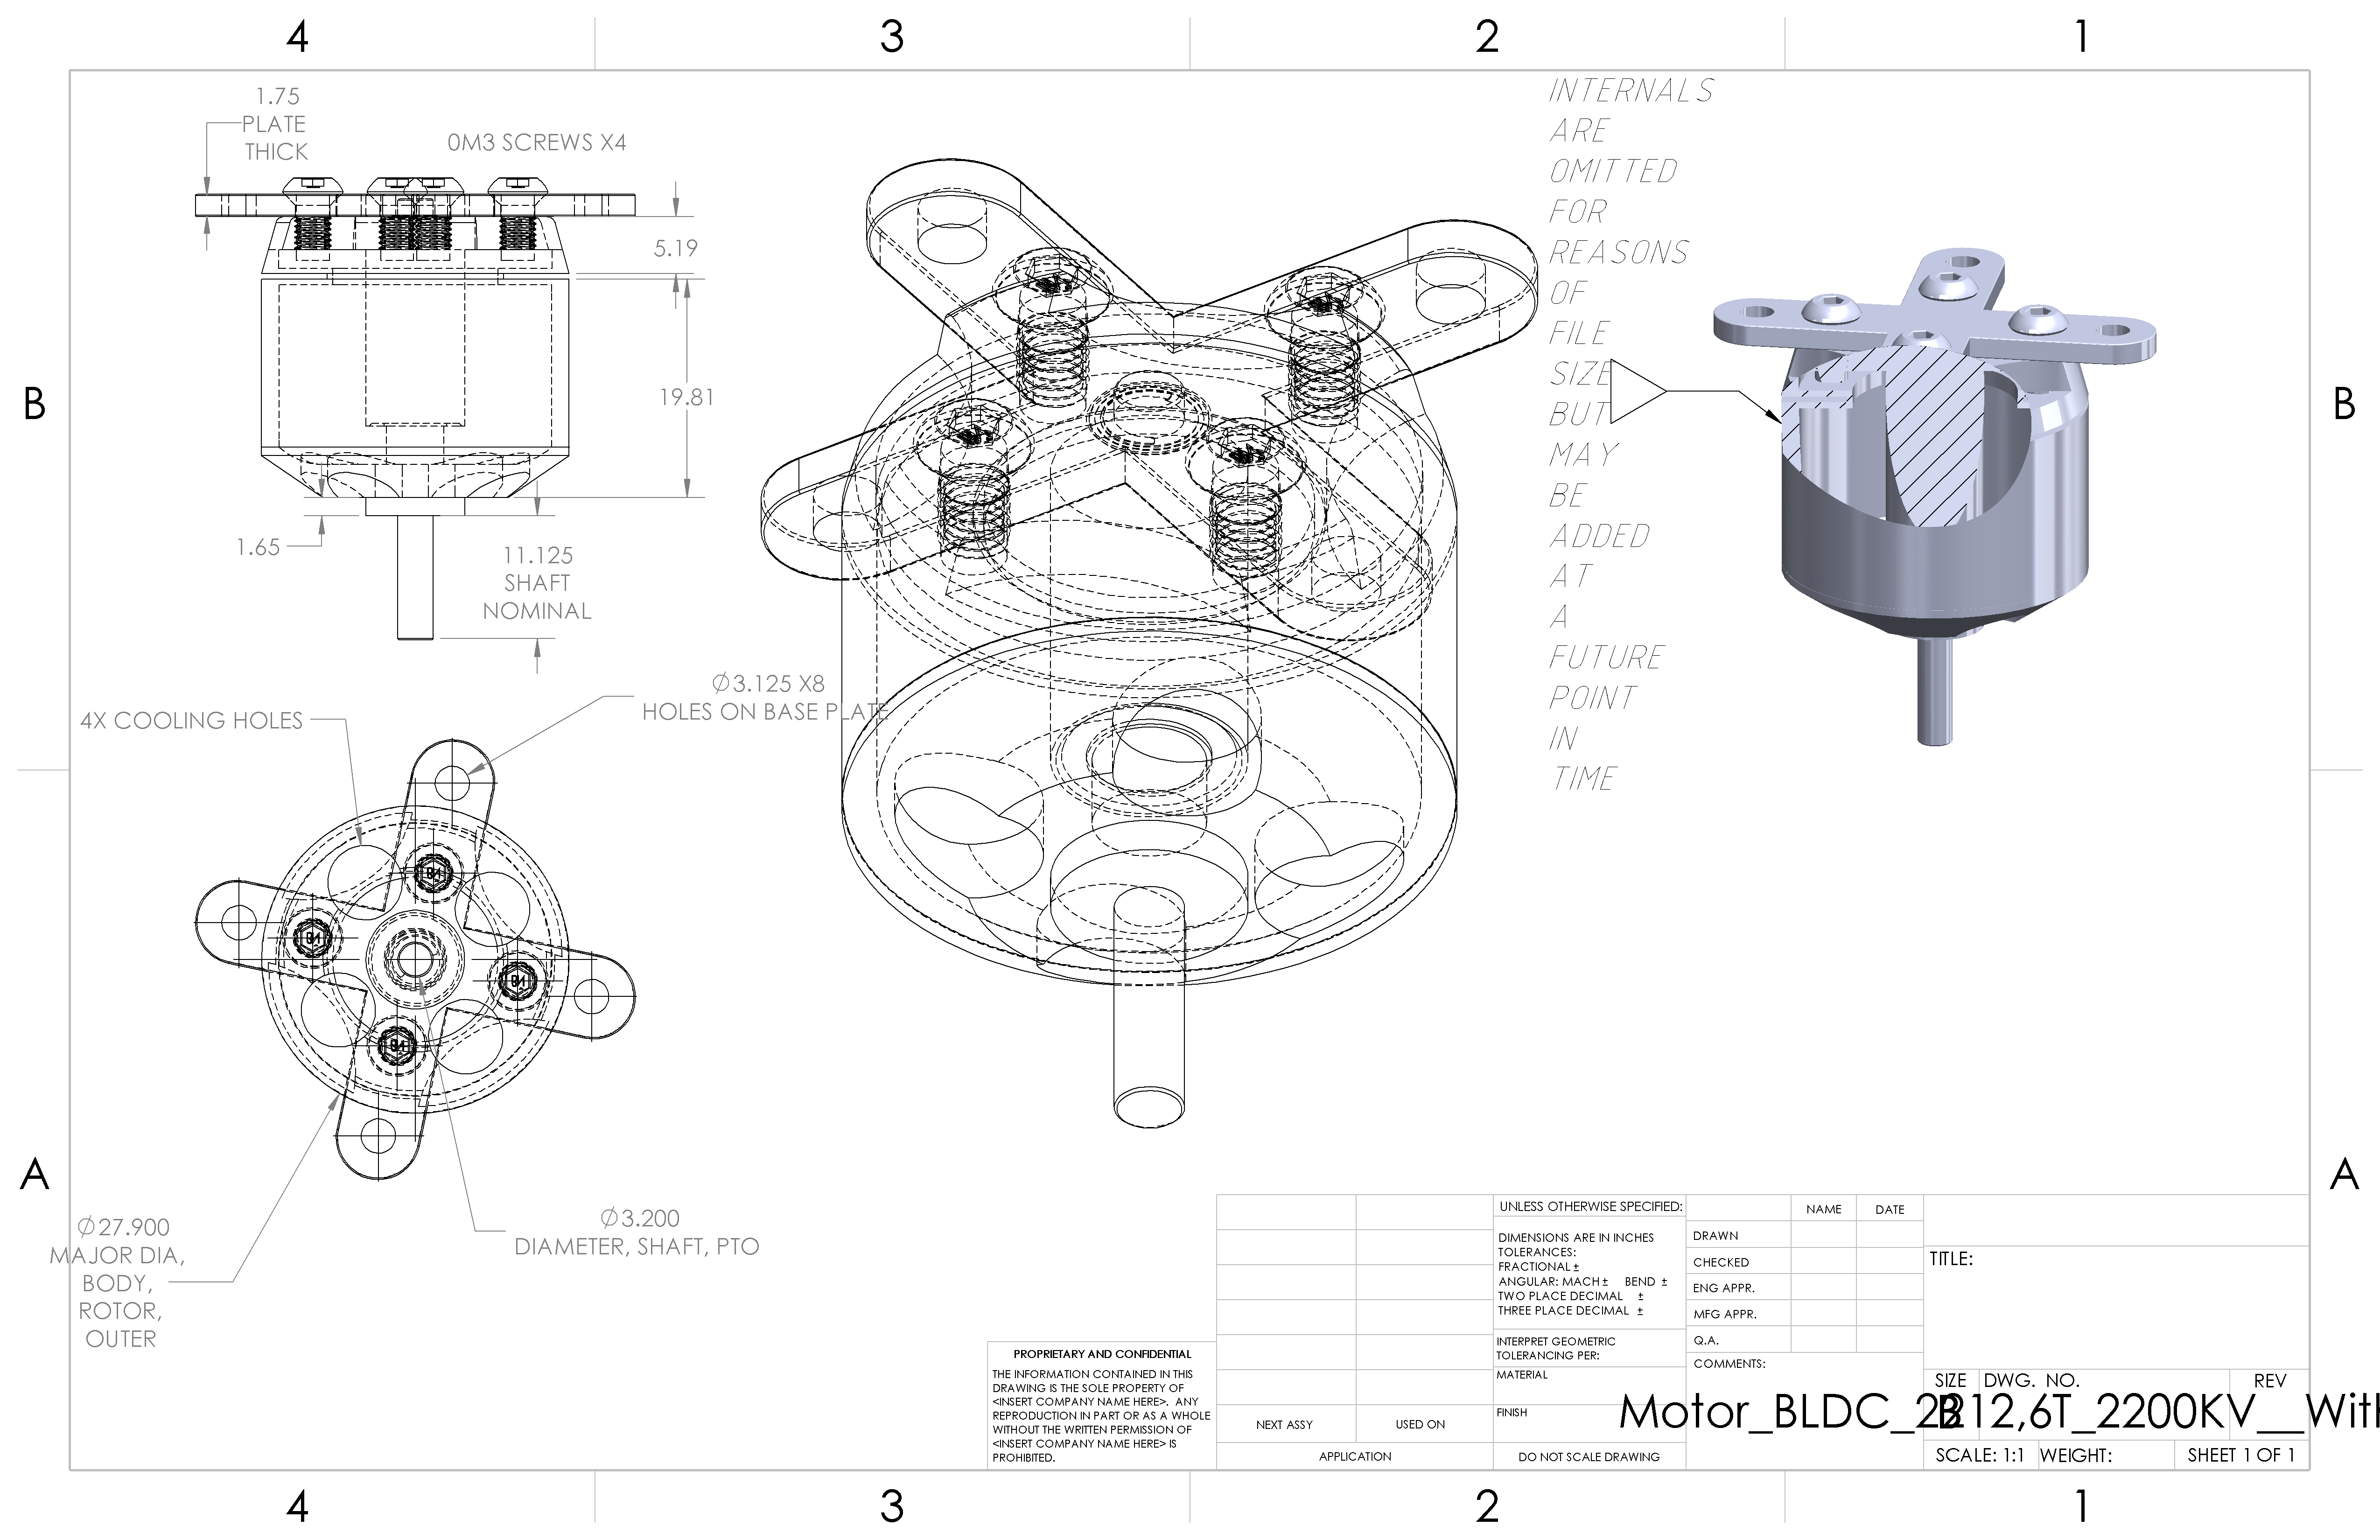 4
3
2
1
B
B
A
A
1.75
PLATE
THICK
0M3 SCREWS X4
5.19
19.81
1.65
11.125
SHAFT
NOMINAL
4X COOLING HOLES
∅3.125 X8
HOLES ON BASE PLATE
∅27.900
MAJOR DIA,
BODY,
ROTOR,
OUTER
∅3.200
DIAMETER, SHAFT, PTO
INTERNALS
ARE
OMITTED
FOR
REASONS
OF
FILE
SIZE
BUT
MAY
BE
ADDED
AT
A
FUTURE
POINT
IN
TIME
PROPRIETARY AND CONFIDENTIAL
THE INFORMATION CONTAINED IN THIS
DRAWING IS THE SOLE PROPERTY OF
<INSERT COMPANY NAME HERE>. ANY
REPRODUCTION IN PART OR AS A WHOLE
WITHOUT THE WRITTEN PERMISSION OF
<INSERT COMPANY NAME HERE> IS
PROHIBITED.
NEXT ASSY
USED ON
APPLICATION
UNLESS OTHERWISE SPECIFIED:
DIMENSIONS ARE IN INCHES
TOLERANCES:
FRACTIONAL ±
ANGULAR: MACH ± BEND ±
TWO PLACE DECIMAL ±
THREE PLACE DECIMAL ±
INTERPRET GEOMETRIC
TOLERANCING PER:
MATERIAL
FINISH
DO NOT SCALE DRAWING
NAME
DATE
DRAWN
CHECKED
ENG APPR.
MFG APPR.
Q.A.
COMMENTS:
TITLE:
SIZE
DWG. NO.
REV
B
Motor_BLDC_2212,6T_2200KV__With
SCALE: 1:1
WEIGHT:
SHEET 1 OF 1
4
3
2
1